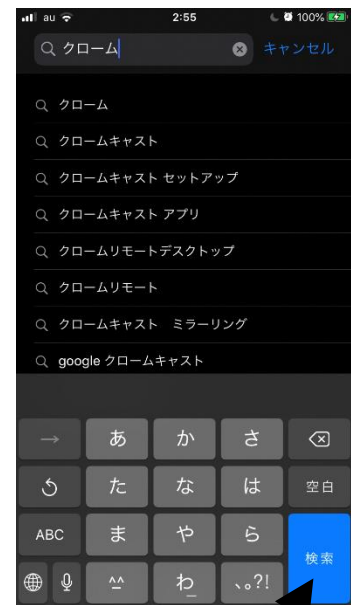 au 2:55 100%
クローム キャンセル
クローム
クロームキャスト
クロームキャスト セットアップ
クロームキャスト アプリ
クロームリモートデスクトップ
クロームリモート
クロームキャスト　ミラーリング
google クロームキャスト
→ あ か さ
た な は 空白
ABC ま や ら 検索
^^ わ_ 、。?!